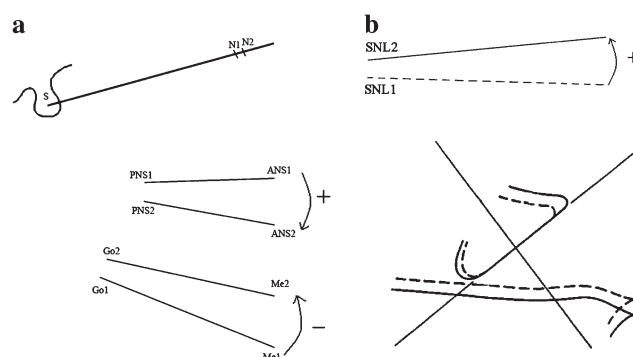 a
N1 N2
S
PNS1 ANS1
+
PNS2
ANS2
Go2
Go1
Me2
−
Me1
b
SNL2
+
SNL1